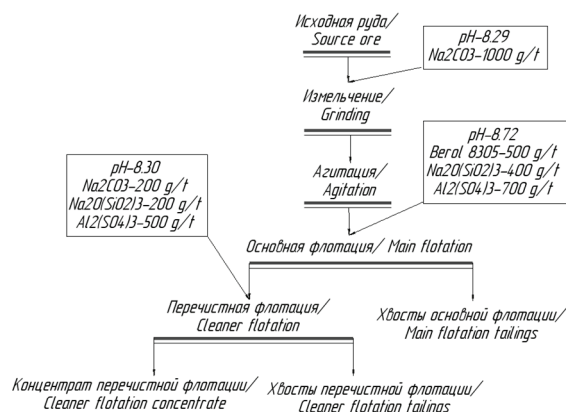 Исходная руда/
Source ore
pH-8.29
Na2CO3-1000 g/t
Измельчение/
Grinding
pH-8.72
Berol 8305-500 g/t
Na2O(SiO2)3-400 g/t
Al2(SO4)3-700 g/t
Агитация/
Agitation
pH-8.30
Na2CO3-200 g/t
Na2O(SiO2)3-200 g/t
Al2(SO4)3-500 g/t
Основная флотация/ Main flotation
Перечистная флотация/
Cleaner flotation
Хвосты основной флотации/
Main flotation tailings
Концентрат перечистной флотации/
Cleaner flotation concentrate
Хвосты перечистной флотации/
Cleaner flotation tailings